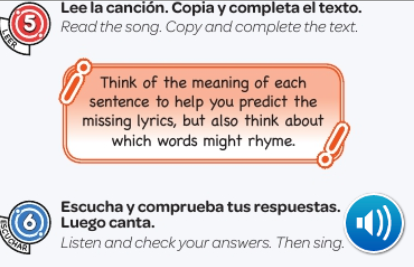 5
LEER
Lee la canción. Copia y completa el texto.
Read the song. Copy and complete the text.
Think of the meaning of each
sentence to help you predict the
missing lyrics, but also think about
which words might rhyme.
6
ESCUCHAR
Escucha y comprueba tus respuestas.
Luego canta.
Listen and check your answers. Then sing.